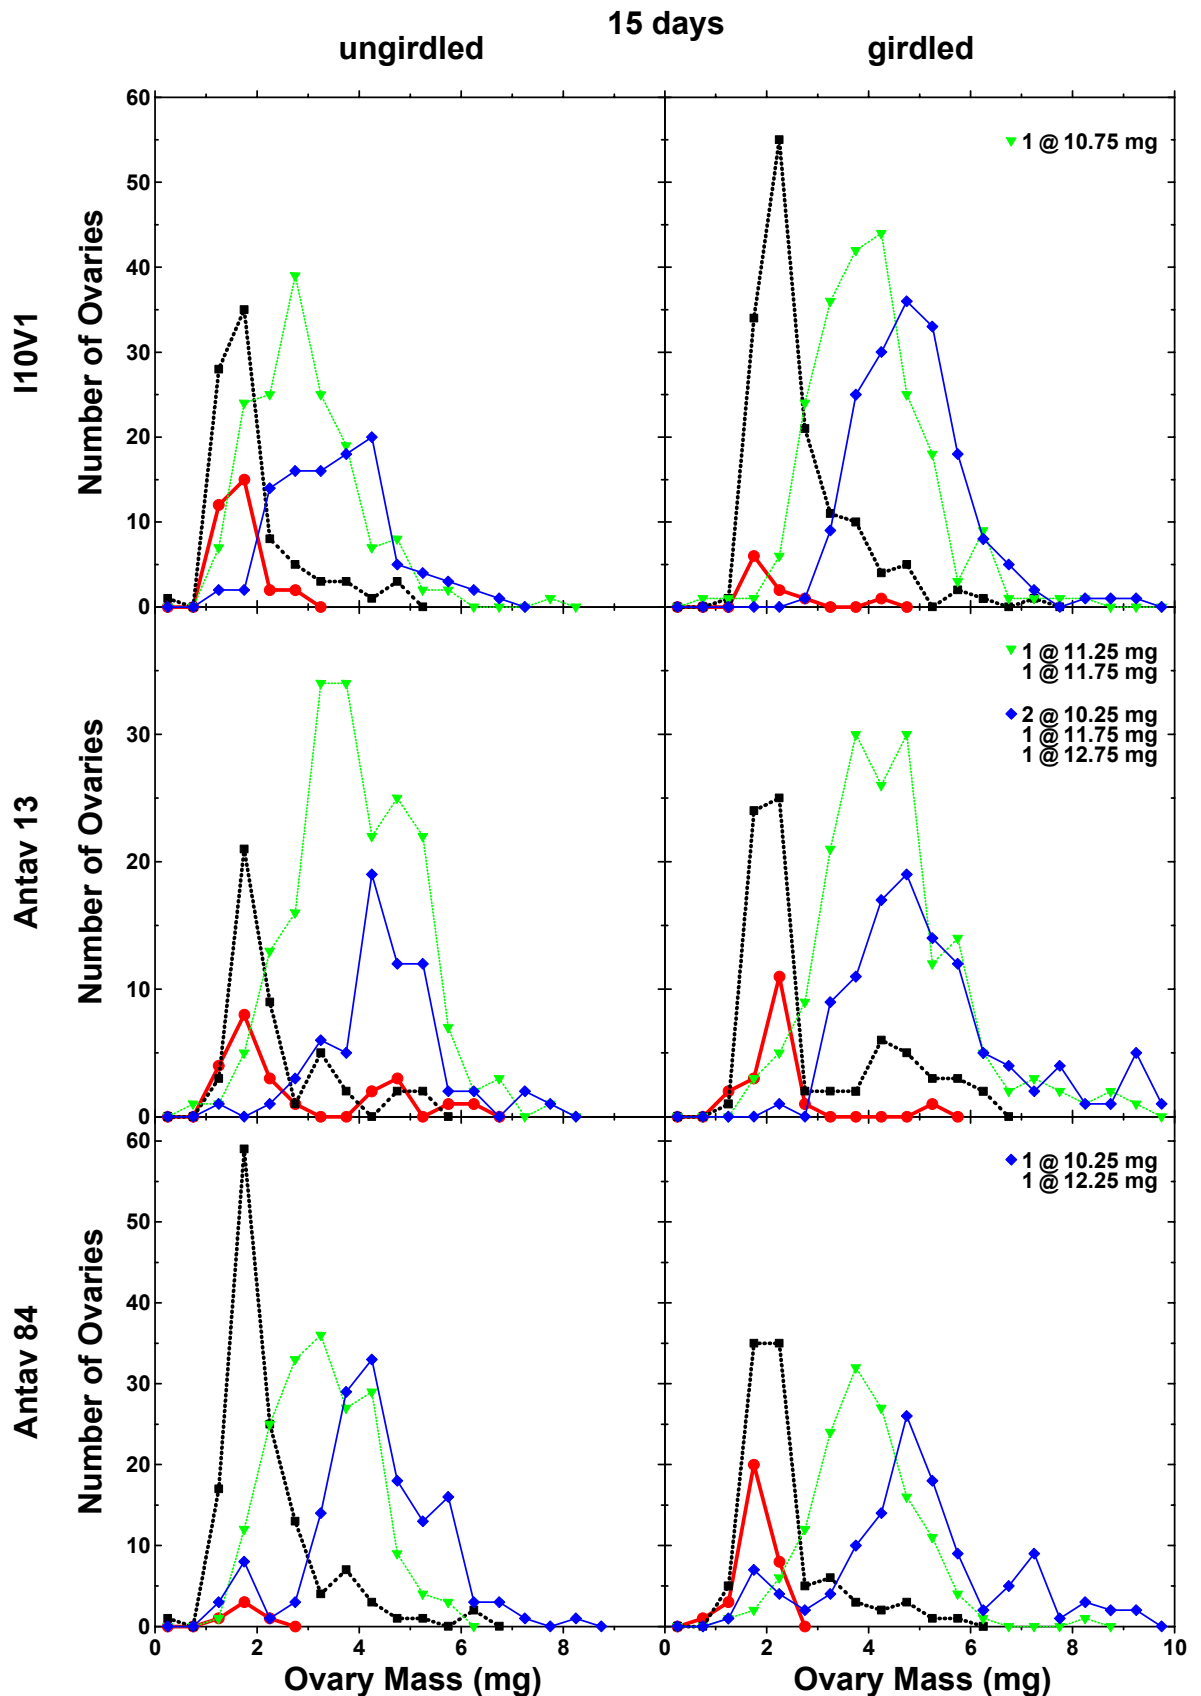 15 days
ungirdled
girdled
I10V1
Number of Ovaries
60
50
40
30
20
10
0
1 @ 10.75 mg
Antav 13
Number of Ovaries
30
20
10
0
1 @ 11.25 mg
1 @ 11.75 mg
2 @ 10.25 mg
1 @ 11.75 mg
1 @ 12.75 mg
Antav 84
Number of Ovaries
60
50
40
30
20
10
0
1 @ 10.25 mg
1 @ 12.25 mg
0 2 4 6 8 0 2 4 6 8 10
Ovary Mass (mg) Ovary Mass (mg)